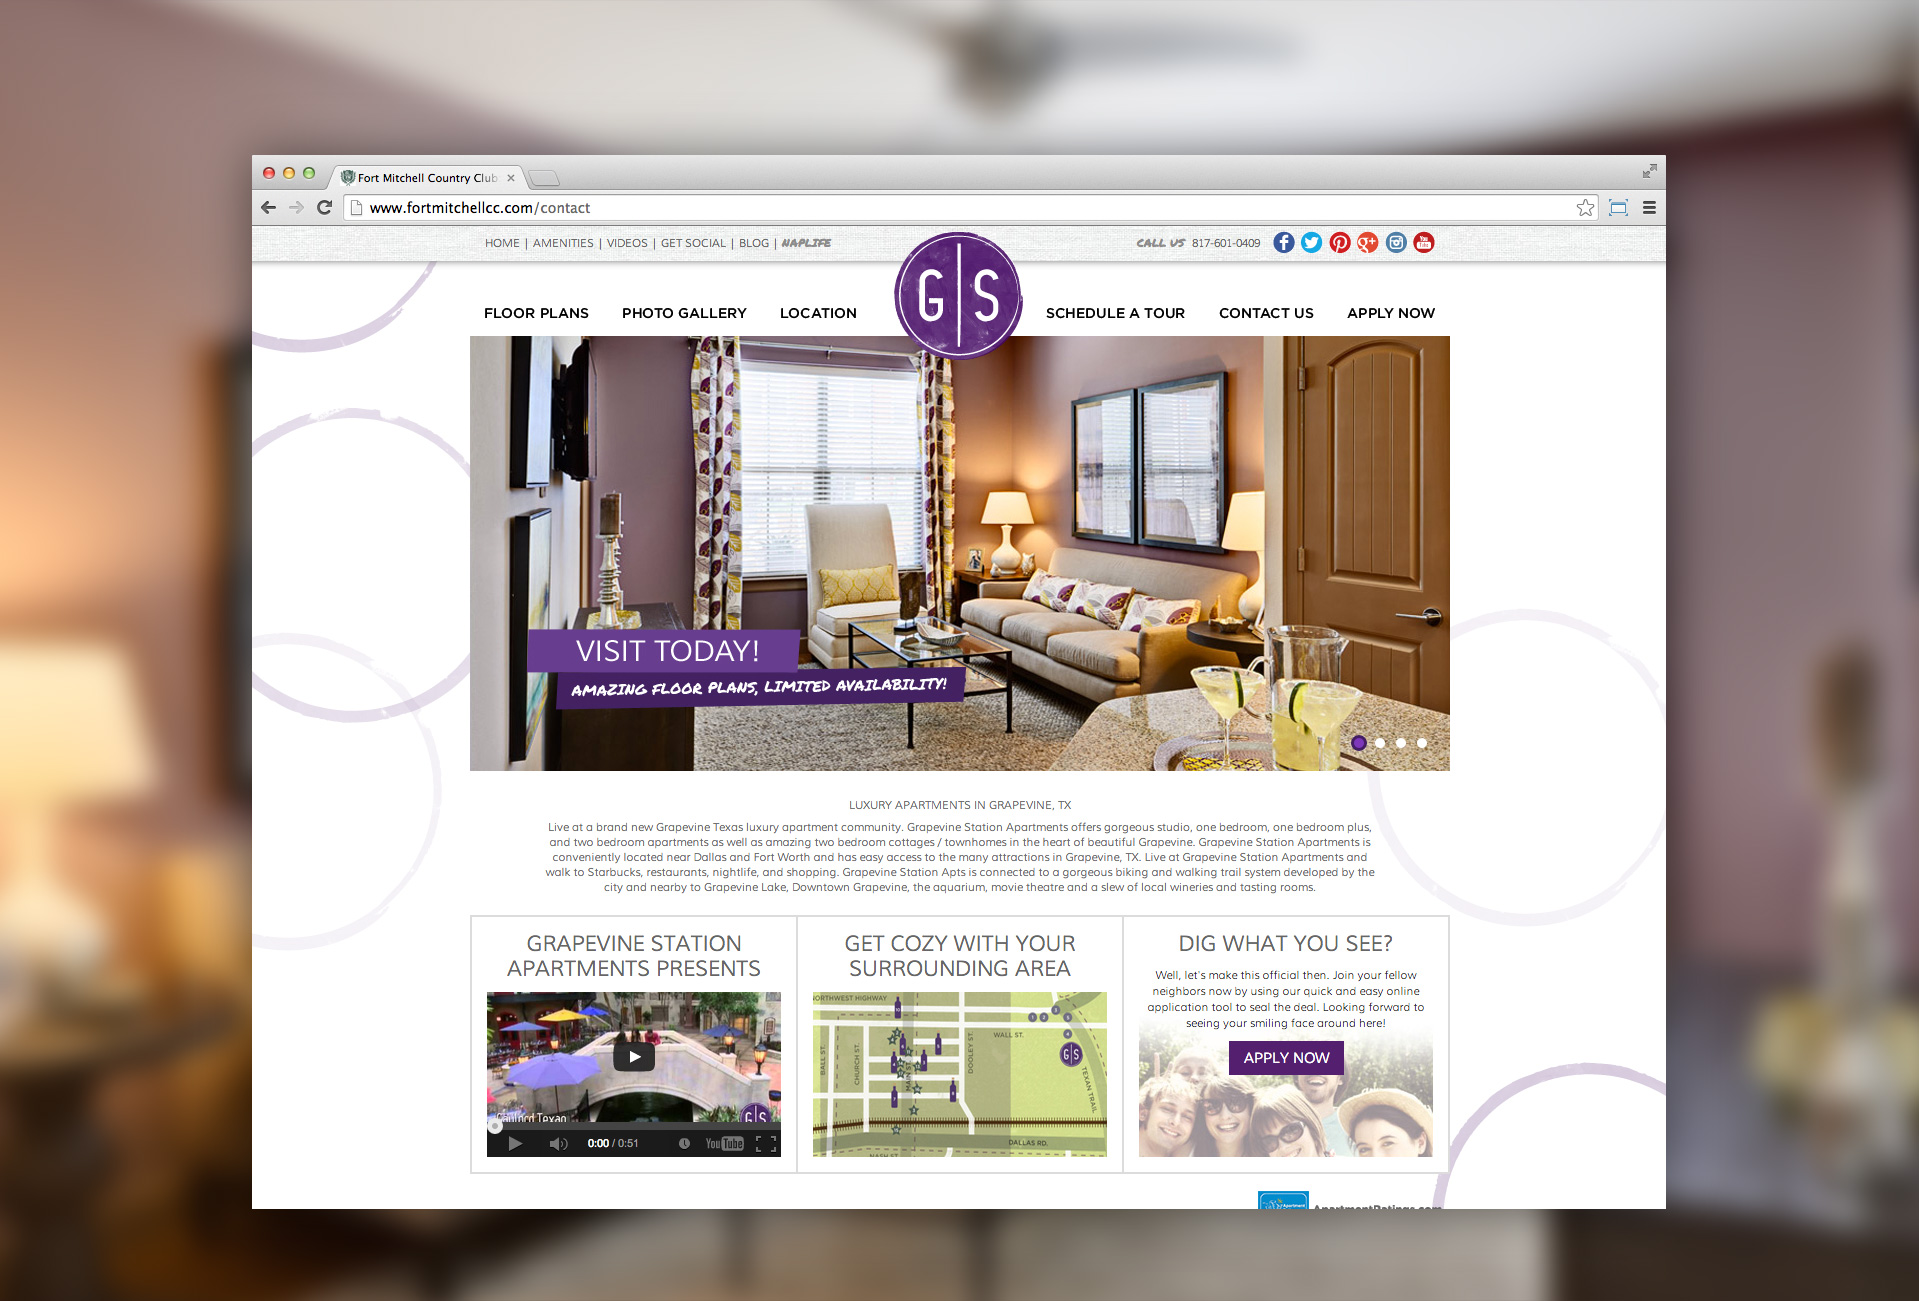 Fort Mitchell Country Club
www.fortmitchellcc.com/contact
HOME | AMENITIES | VIDEOS | GET SOCIAL | BLOG | NAPLIFE
CALL US 817-601-0409
FLOOR PLANS PHOTO GALLERY LOCATION
G|S
SCHEDULE A TOUR CONTACT US APPLY NOW
VISIT TODAY!
AMAZING FLOOR PLANS, LIMITED AVAILABILITY!
LUXURY APARTMENTS IN GRAPEVINE, TX
Live at a brand new Grapevine Texas luxury apartment community. Grapevine Station Apartments offers gorgeous studio, one bedroom, one bedroom plus,
and two bedroom apartments as well as amazing two bedroom cottages / townhomes in the heart of beautiful Grapevine. Grapevine Station Apartments is
conveniently located near Dallas and Fort Worth and has easy access to the many attractions in Grapevine, TX. Live at Grapevine Station Apartments and
walk to Starbucks, restaurants, nightlife, and shopping. Grapevine Station Apts is connected to a gorgeous biking and walking trail system developed by the
city and nearby to Grapevine Lake, Downtown Grapevine, the aquarium, movie theatre and a slew of local wineries and tasting rooms.
GRAPEVINE STATION
APARTMENTS PRESENTS
G|S
0:00 / 0:51
YouTube
GET COZY WITH YOUR
SURROUNDING AREA
NORTHWEST HIGHWAY
WALL ST.
BALL ST.
CHURCH ST.
MAIN ST.
DOOLEY ST.
G|S
TEXAN TRAIL
DALLAS RD.
NASH ST.
DIG WHAT YOU SEE?
Well, let's make this official then. Join your fellow
neighbors now by using our quick and easy online
application tool to seal the deal. Looking forward to
seeing your smiling face around here!
APPLY NOW
ApartmentRatings.com